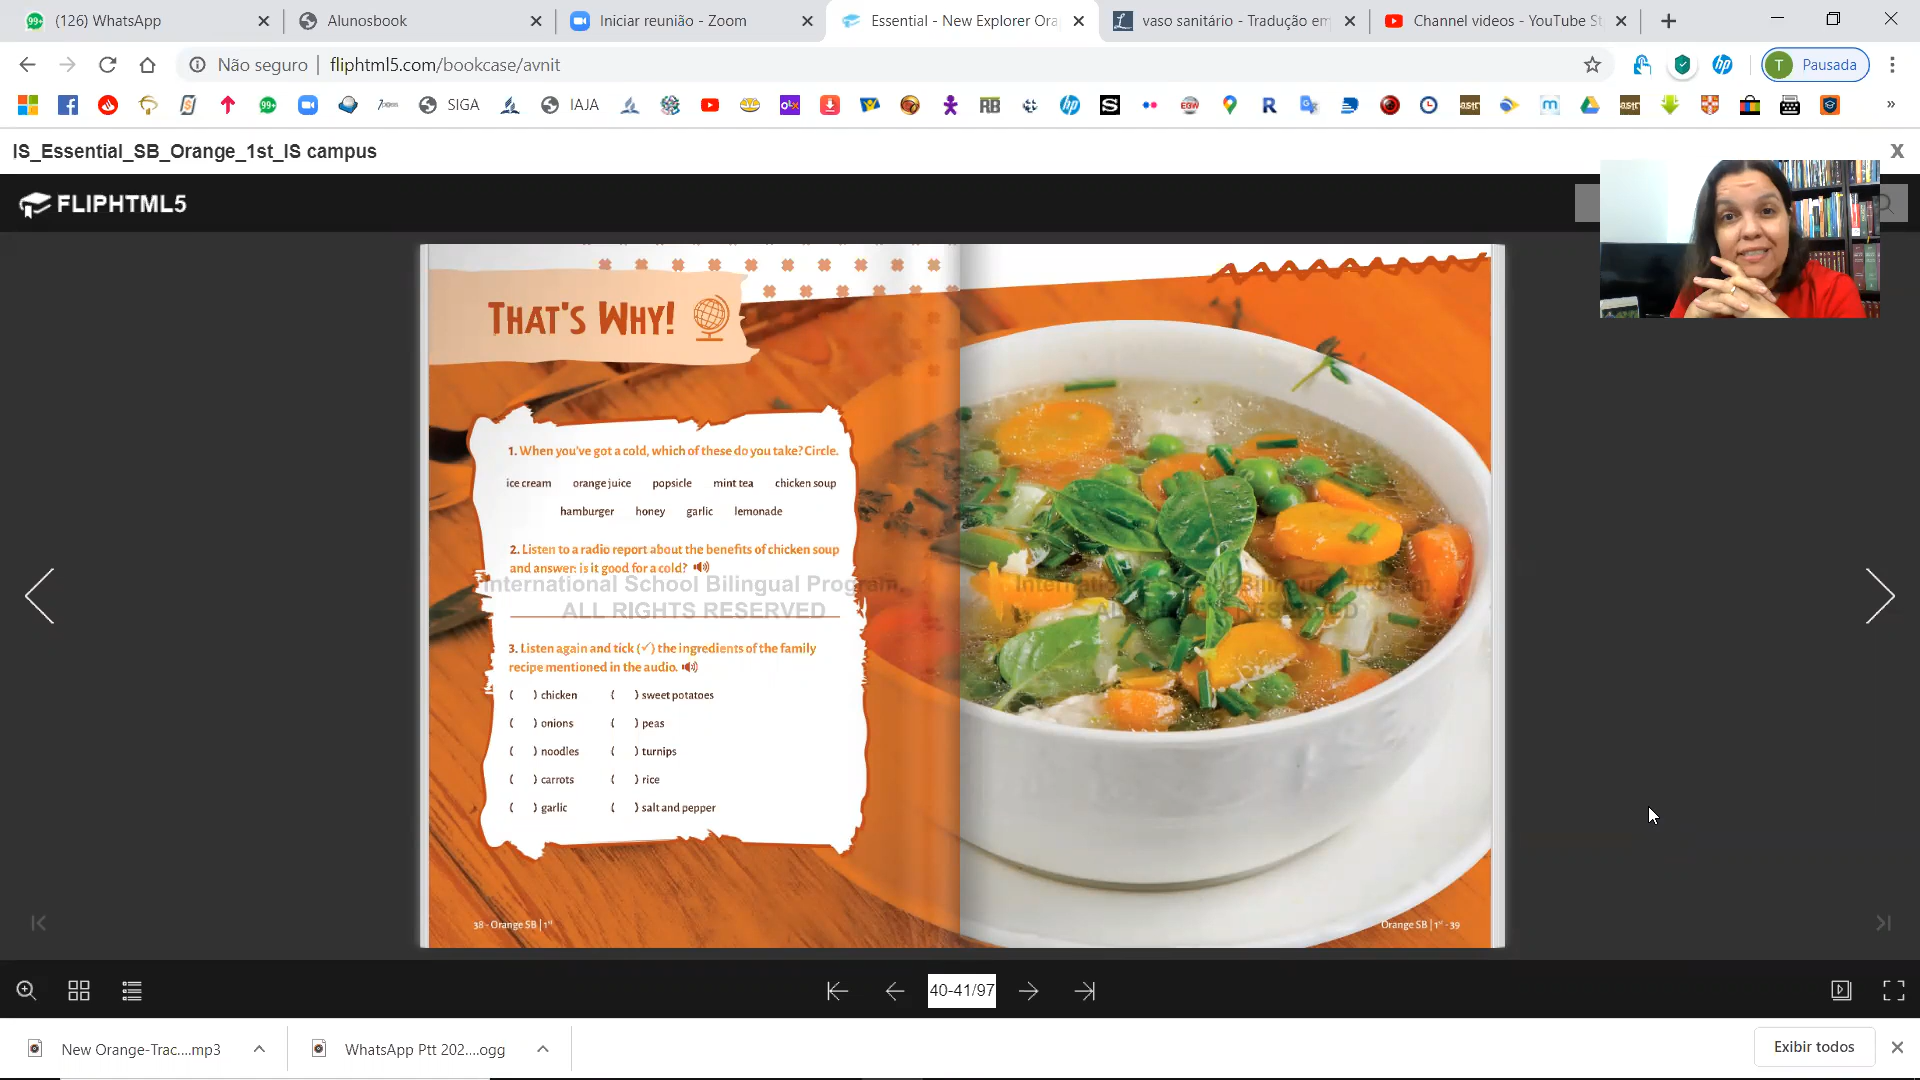 (126) WhatsApp
Alunosbook
Iniciar reunião - Zoom
Essential - New Explorer Ora
vaso sanitário - Tradução em
Channel videos - YouTube St
Não seguro
fliphtml5.com/bookcase/avnit
T
Pausada
SIGA
IAJA
IS_Essential_SB_Orange_1st_IS campus
X
FLIPHTML5
THAT'S WHY!
1. When you've got a cold, which of these do you take? Circle.
ice cream orange juice popsicle mint tea chicken soup
hamburger honey garlic lemonade
2. Listen to a radio report about the benefits of chicken soup
and answer: is it good for a cold?
International School Bilingual Program.
ALL RIGHTS RESERVED
3. Listen again and tick (✓) the ingredients of the family
recipe mentioned in the audio.
( ) chicken ( ) sweet potatoes
( ) onions ( ) peas
( ) noodles ( ) turnips
( ) carrots ( ) rice
( ) garlic ( ) salt and pepper
38 - Orange SB | 1st
Orange SB | 1st - 39
40-41/97
New Orange-Trac....mp3
WhatsApp Ptt 202....ogg
Exibir todos